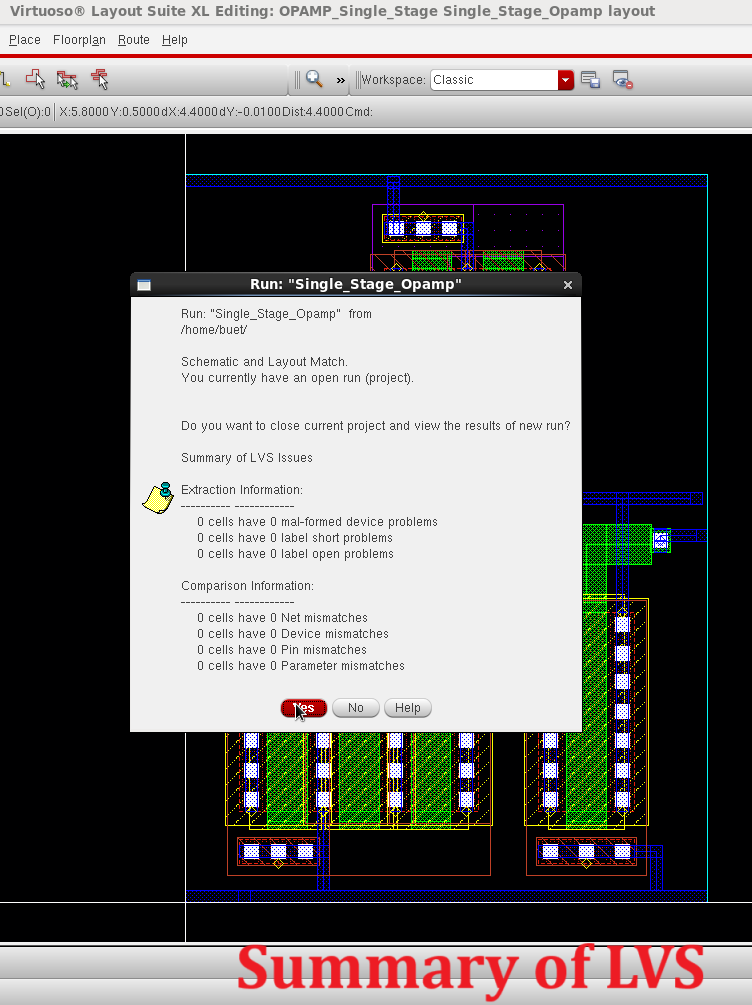 Virtuoso® Layout Suite XL Editing: OPAMP_Single_Stage Single_Stage_Opamp layout
Place Floorplan Route Help
» Workspace: Classic
0Sel(O):0 X:5.8000Y:0.5000dX:4.4000dY:-0.0100Dist:4.4000Cmd:
Run: "Single_Stage_Opamp"
Run: "Single_Stage_Opamp" from
/home/buet/
Schematic and Layout Match.
You currently have an open run (project).
Do you want to close current project and view the results of new run?
Summary of LVS Issues
Extraction Information:
---------- ------------
0 cells have 0 mal-formed device problems
0 cells have 0 label short problems
0 cells have 0 label open problems
Comparison Information:
---------- ------------
0 cells have 0 Net mismatches
0 cells have 0 Device mismatches
0 cells have 0 Pin mismatches
0 cells have 0 Parameter mismatches
Yes No Help
Summary of LVS